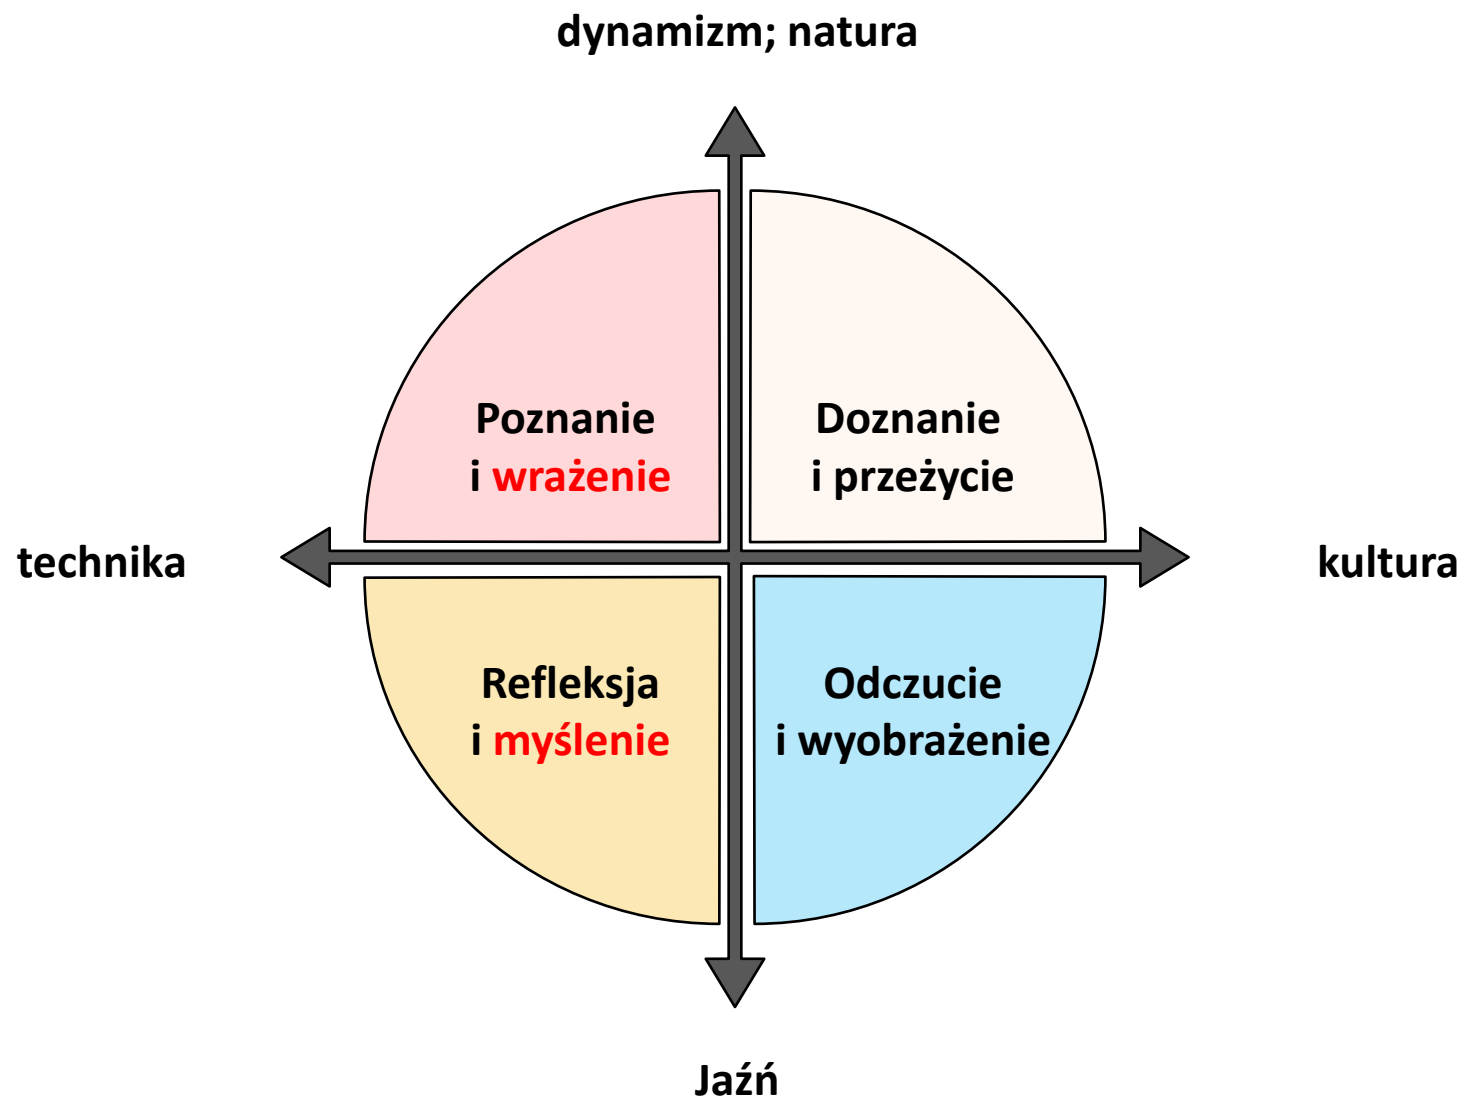 dynamizm; natura
Poznanie
i wrażenie
Doznanie
i przeżycie
technika
kultura
Refleksja
i myślenie
Odczucie
i wyobrażenie
Jaźń